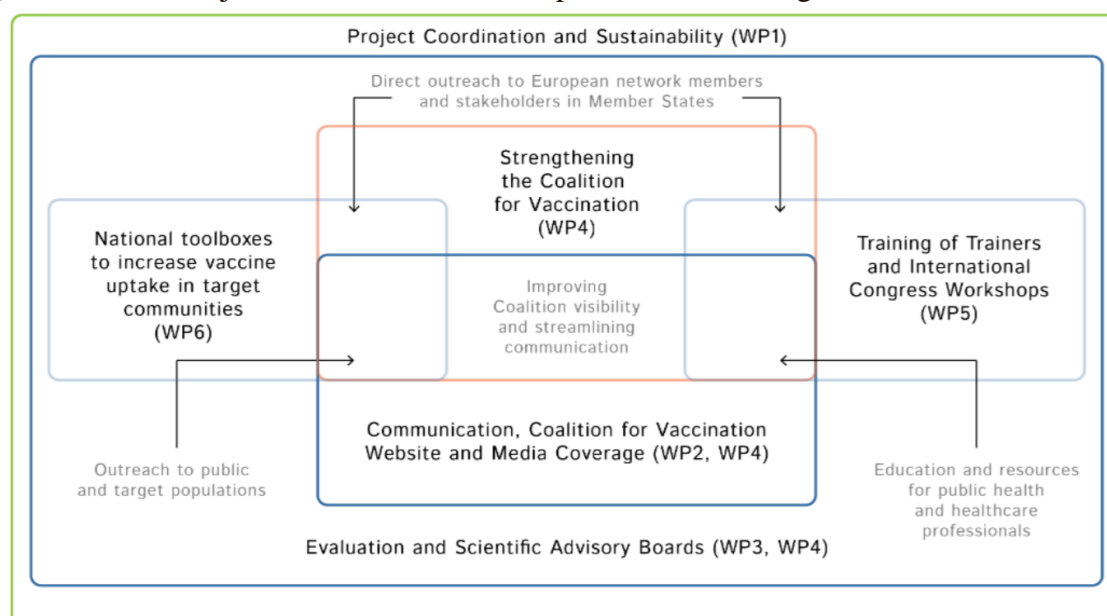 Project Coordination and Sustainability (WP1)
Direct outreach to European network members
and stakeholders in Member States
Strengthening
the Coalition
for Vaccination
(WP4)
National toolboxes
to increase vaccine
uptake in target
communities
(WP6)
Training of Trainers
and International
Congress Workshops
(WP5)
Improving
Coalition visibility
and streamlining
communication
Communication, Coalition for Vaccination
Website and Media Coverage (WP2, WP4)
Outreach to public
and target populations
Education and resources
for public health
and healthcare
professionals
Evaluation and Scientific Advisory Boards (WP3, WP4)